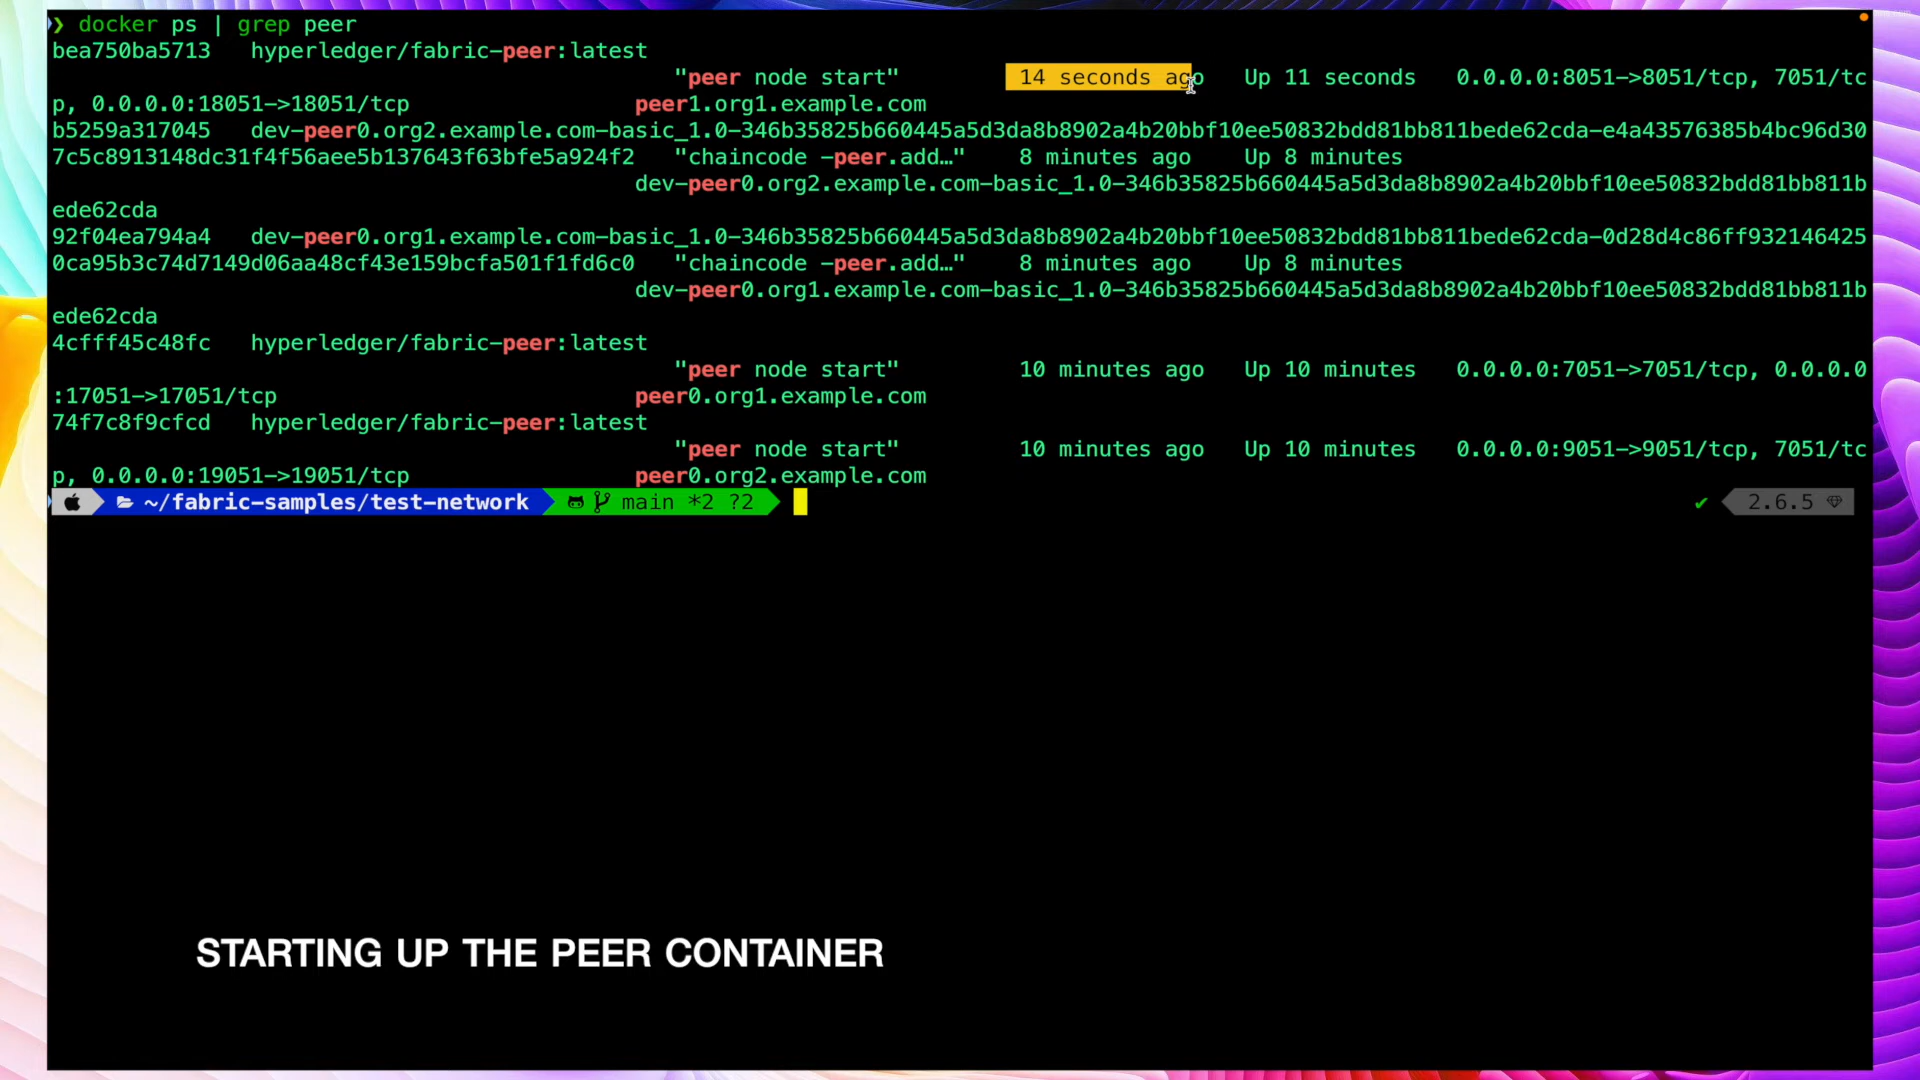 ❯ docker ps | grep peer
bea750ba5713   hyperledger/fabric-peer:latest
"peer node start"   14 seconds ago   Up 11 seconds   0.0.0.0:8051->8051/tcp, 7051/tc
p, 0.0.0.0:18051->18051/tcp   peer1.org1.example.com
b5259a317045   dev-peer0.org2.example.com-basic_1.0-346b35825b660445a5d3da8b8902a4b20bbf10ee50832bdd81bb811bede62cda-e4a43576385b4bc96d30
7c5c8913148dc31f4f56aee5b137643f63bfe5a924f2   "chaincode -peer.add…"   8 minutes ago   Up 8 minutes
dev-peer0.org2.example.com-basic_1.0-346b35825b660445a5d3da8b8902a4b20bbf10ee50832bdd81bb811b
ede62cda
92f04ea794a4   dev-peer0.org1.example.com-basic_1.0-346b35825b660445a5d3da8b8902a4b20bbf10ee50832bdd81bb811bede62cda-0d28d4c86ff932146425
0ca95b3c74d7149d06aa48cf43e159bcfa501f1fd6c0   "chaincode -peer.add…"   8 minutes ago   Up 8 minutes
dev-peer0.org1.example.com-basic_1.0-346b35825b660445a5d3da8b8902a4b20bbf10ee50832bdd81bb811b
ede62cda
4cfff45c48fc   hyperledger/fabric-peer:latest
"peer node start"   10 minutes ago   Up 10 minutes   0.0.0.0:7051->7051/tcp, 0.0.0.0
:17051->17051/tcp   peer0.org1.example.com
74f7c8f9cfcd   hyperledger/fabric-peer:latest
"peer node start"   10 minutes ago   Up 10 minutes   0.0.0.0:9051->9051/tcp, 7051/tc
p, 0.0.0.0:19051->19051/tcp   peer0.org2.example.com
~/fabric-samples/test-network   main *2 ?2   ✔   2.6.5
STARTING UP THE PEER CONTAINER